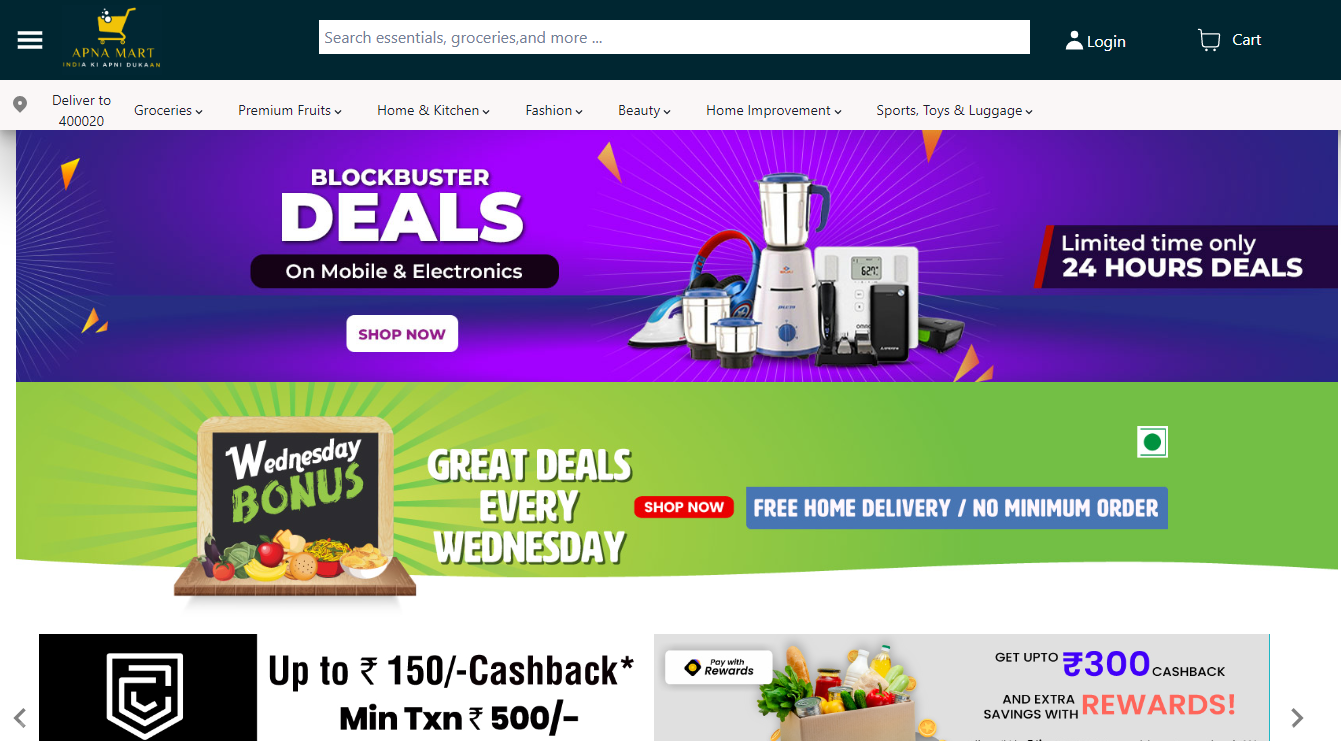 APNA MART
INDIA KI APNI DUKAAN
Search essentials, groceries,and more ...
Login
Cart
Deliver to
400020
Groceries
Premium Fruits
Home & Kitchen
Fashion
Beauty
Home Improvement
Sports, Toys & Luggage
BLOCKBUSTER
DEALS
On Mobile & Electronics
SHOP NOW
Limited time only
24 HOURS DEALS
Wednesday
BONUS
GREAT DEALS
EVERY
WEDNESDAY
SHOP NOW
FREE HOME DELIVERY / NO MINIMUM ORDER
Up to ₹ 150/-Cashback*
Min Txn ₹ 500/-
Pay with
Rewards
GET UPTO ₹300 CASHBACK
AND EXTRA
SAVINGS WITH REWARDS!